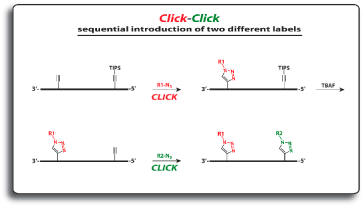 Click-Click
sequential introduction of two different labels
TIPS
R1-N3
CLICK
3'-
-5'
R1
N
N
N
TIPS
3'-
-5'
TBAF
R1
N
N
N
R2-N3
CLICK
3'-
-5'
R1
N
N
N
R2
N
N
N
3'-
-5'